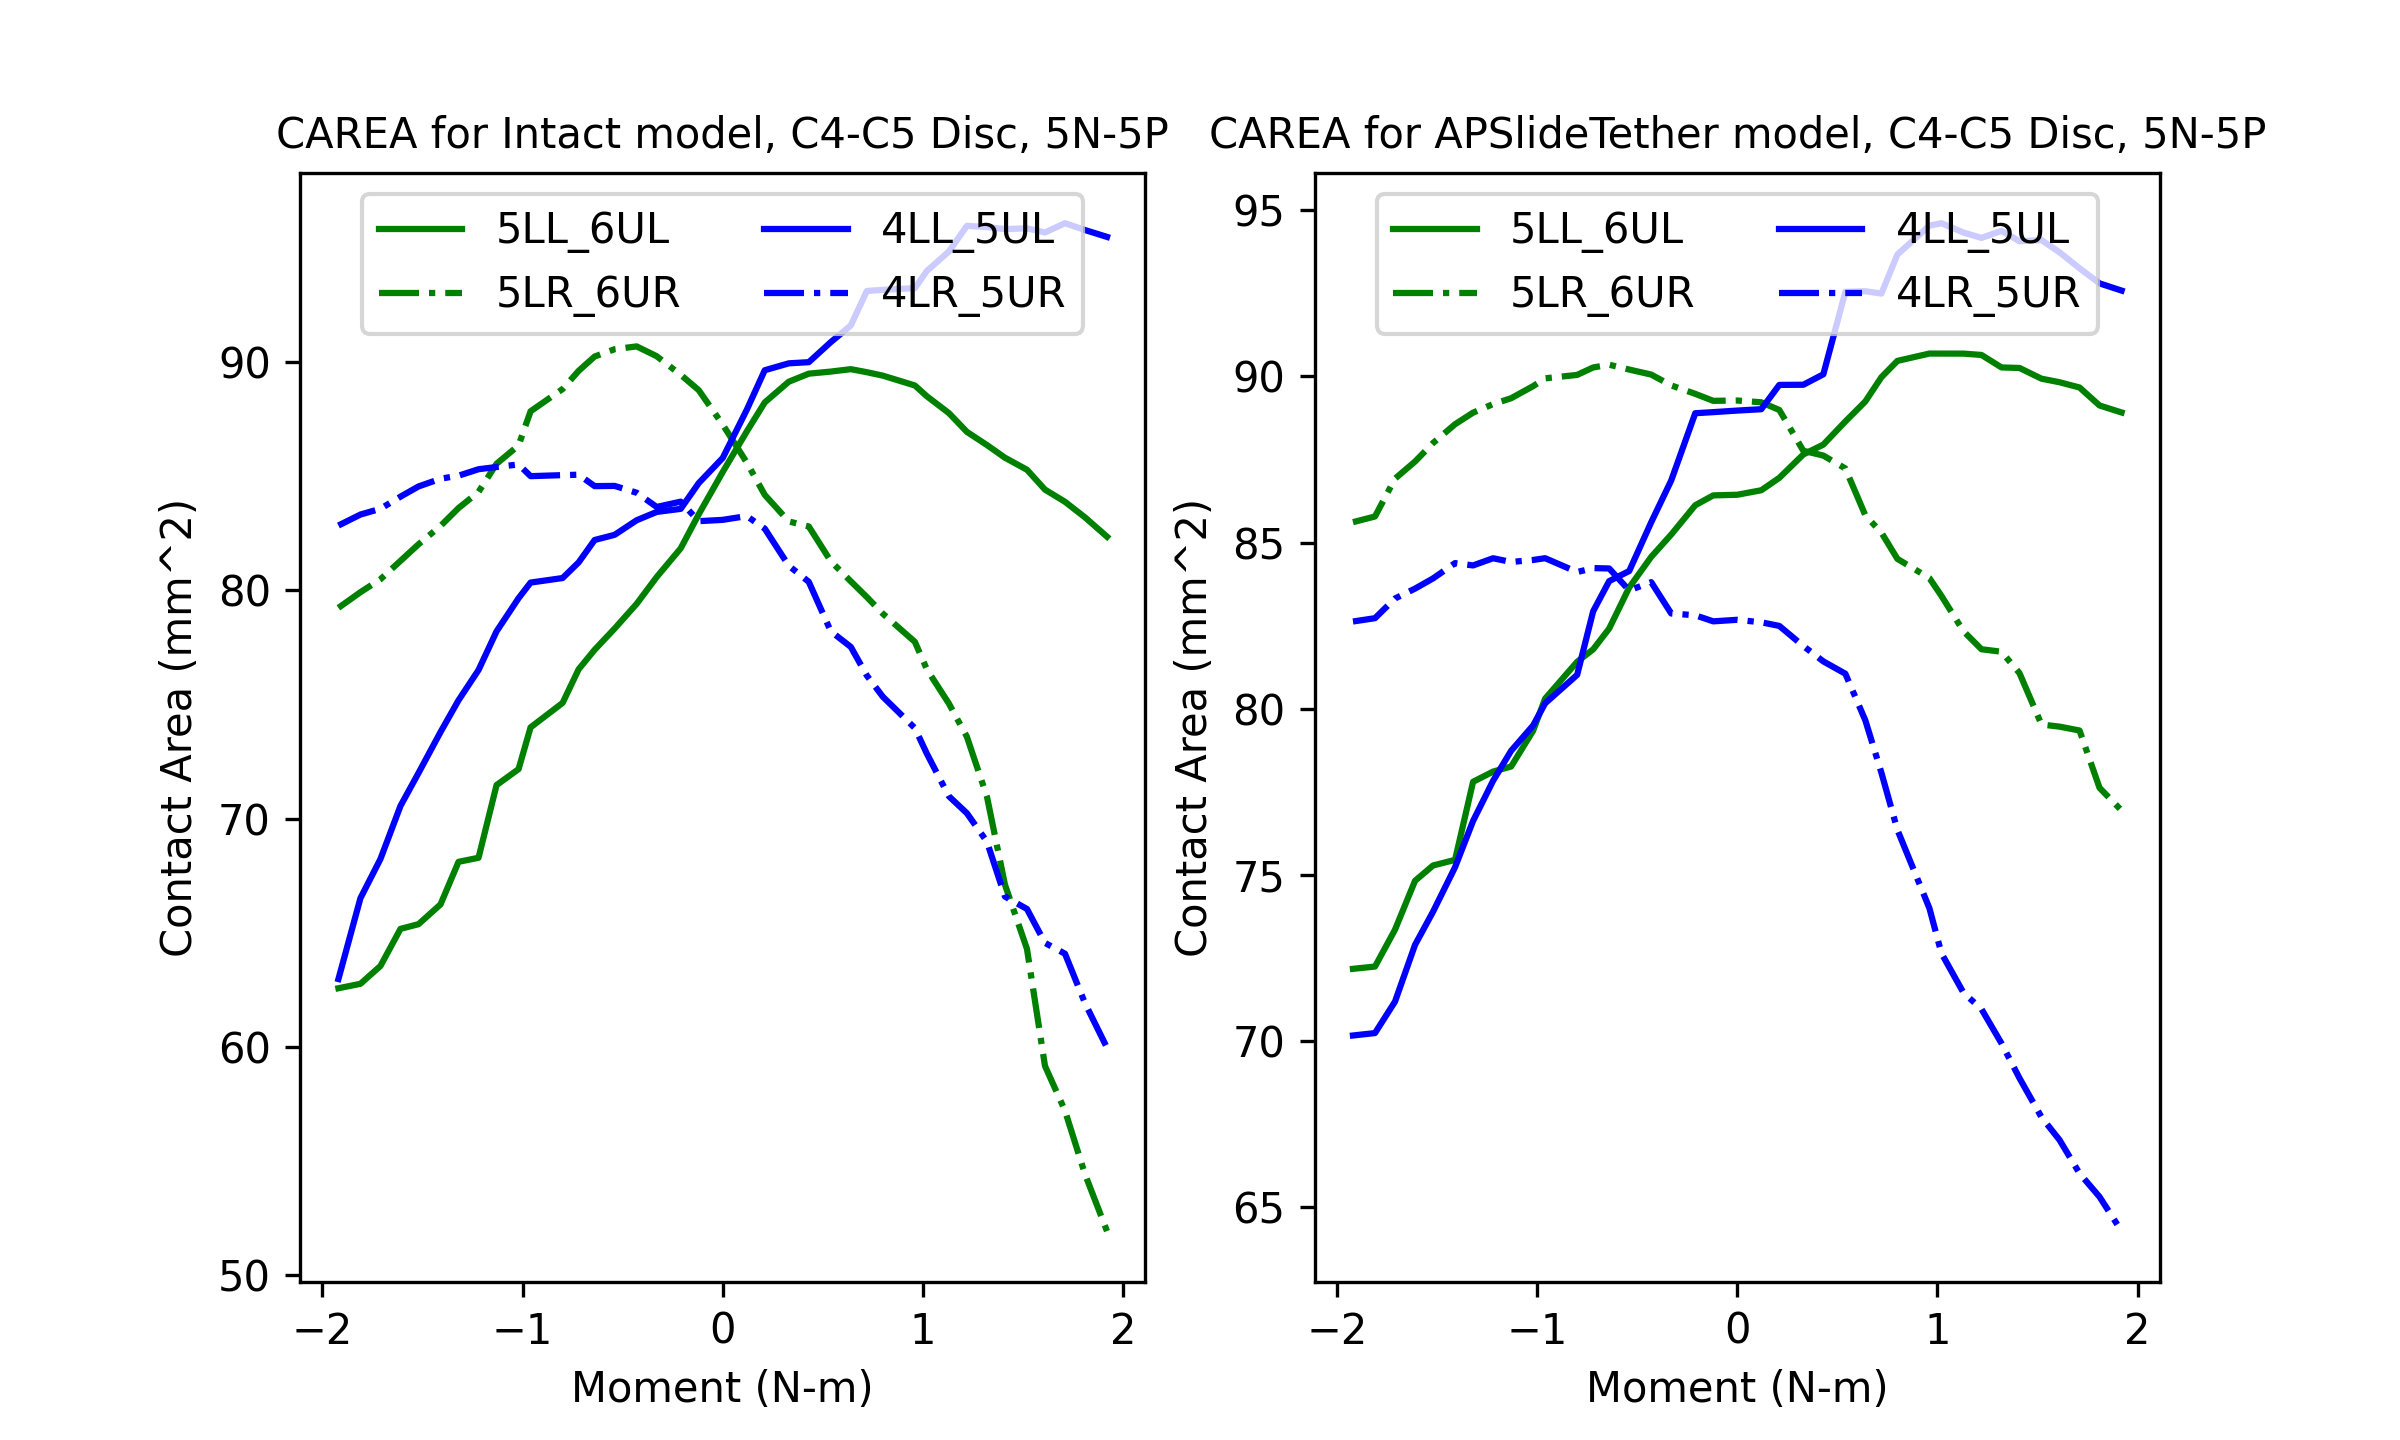 CAREA for Intact model, C4-C5 Disc, 5N-5P
5LL_6UL
5LR_6UR
4LL_5UL
4LR_5UR
Contact Area (mm^2)
90
80
70
60
50
−2
−1
0
1
2
Moment (N-m)
CAREA for APSlideTether model, C4-C5 Disc, 5N-5P
5LL_6UL
5LR_6UR
4LL_5UL
4LR_5UR
Contact Area (mm^2)
95
90
85
80
75
70
65
−2
−1
0
1
2
Moment (N-m)